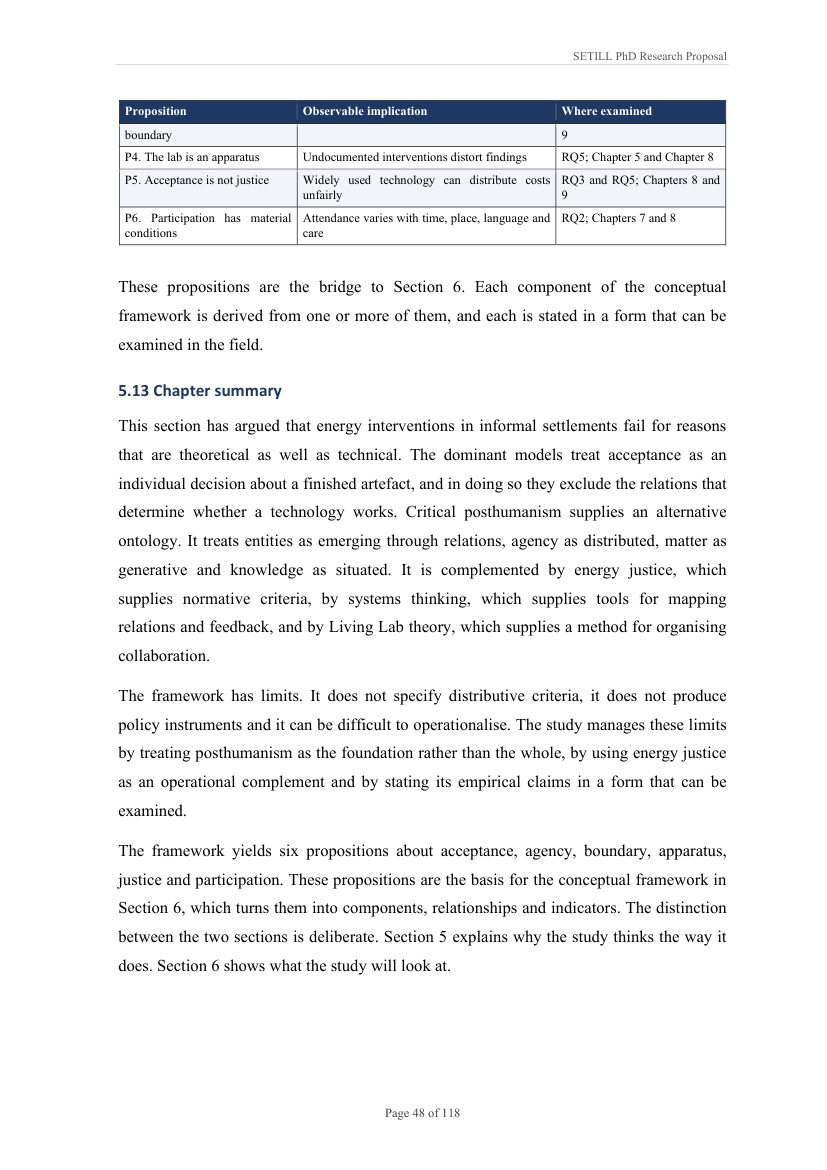 SETILL PhD Research Proposal
Proposition Observable implication Where examined
boundary 9
P4. The lab is an apparatus Undocumented interventions distort findings RQ5; Chapter 5 and Chapter 8
P5. Acceptance is not justice Widely used technology can distribute costs unfairly RQ3 and RQ5; Chapters 8 and 9
P6. Participation has material conditions Attendance varies with time, place, language and care RQ2; Chapters 7 and 8
These propositions are the bridge to Section 6. Each component of the conceptual
framework is derived from one or more of them, and each is stated in a form that can be
examined in the field.
5.13 Chapter summary
This section has argued that energy interventions in informal settlements fail for reasons
that are theoretical as well as technical. The dominant models treat acceptance as an
individual decision about a finished artefact, and in doing so they exclude the relations that
determine whether a technology works. Critical posthumanism supplies an alternative
ontology. It treats entities as emerging through relations, agency as distributed, matter as
generative and knowledge as situated. It is complemented by energy justice, which
supplies normative criteria, by systems thinking, which supplies tools for mapping
relations and feedback, and by Living Lab theory, which supplies a method for organising
collaboration.
The framework has limits. It does not specify distributive criteria, it does not produce
policy instruments and it can be difficult to operationalise. The study manages these limits
by treating posthumanism as the foundation rather than the whole, by using energy justice
as an operational complement and by stating its empirical claims in a form that can be
examined.
The framework yields six propositions about acceptance, agency, boundary, apparatus,
justice and participation. These propositions are the basis for the conceptual framework in
Section 6, which turns them into components, relationships and indicators. The distinction
between the two sections is deliberate. Section 5 explains why the study thinks the way it
does. Section 6 shows what the study will look at.
Page 48 of 118